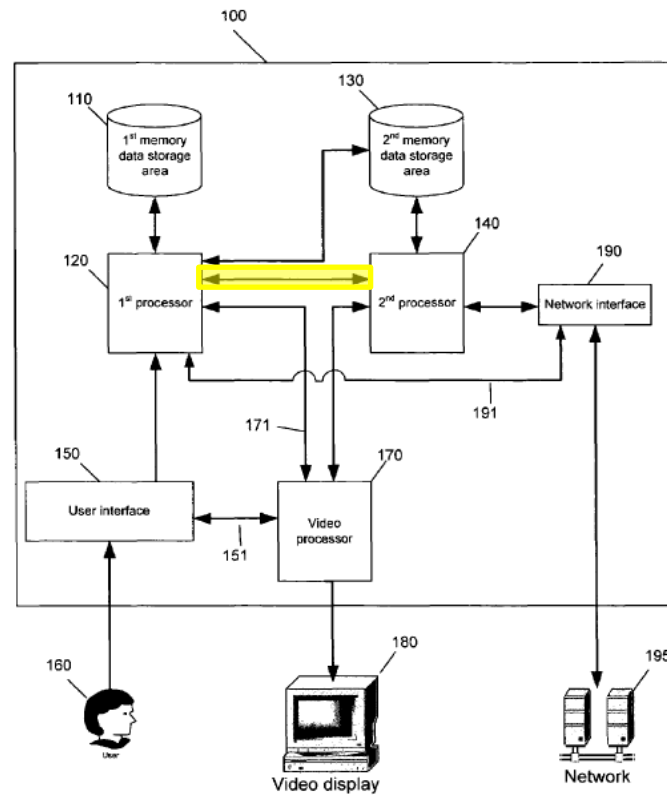 100
110
130
1st memory
data storage
area
2nd memory
data storage
area
120
140
190
1st processor
2nd processor
Network interface
191
171
150
170
User interface
Video
processor
151
160
180
195
User
Video display
Network